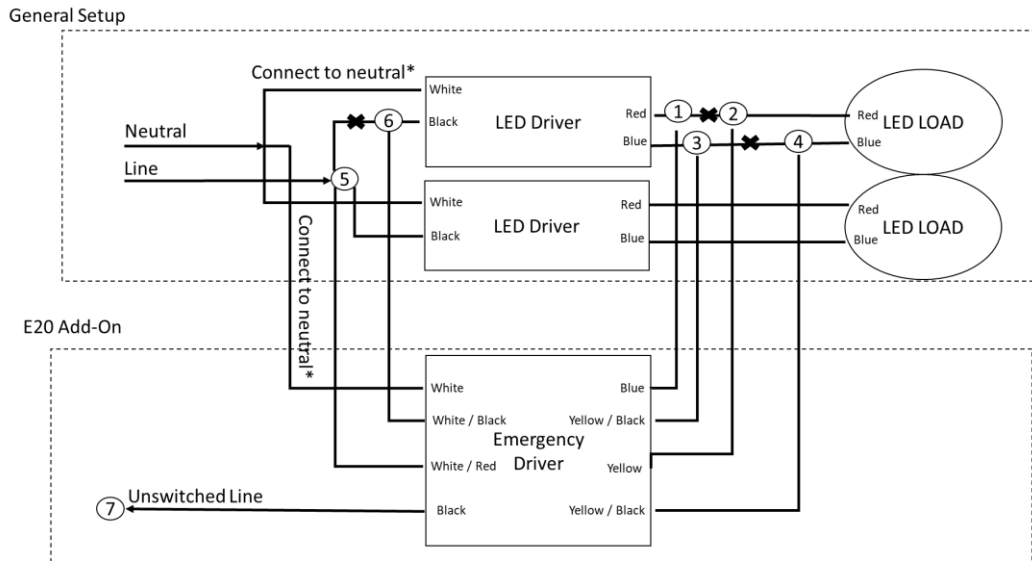 General Setup
Connect to neutral*
White
Black
LED Driver
Red
Blue
1
2
3
4
Red
Blue
LED LOAD
6
Neutral
Line
5
White
Black
LED Driver
Red
Blue
Red
Blue
LED LOAD
Connect to neutral*
E20 Add-On
White
White / Black
White / Red
Black
Emergency
Driver
Blue
Yellow / Black
Yellow
Yellow / Black
7
Unswitched Line